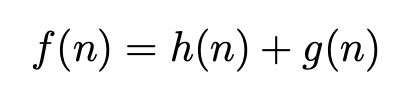 f(n) = h(n) + g(n)